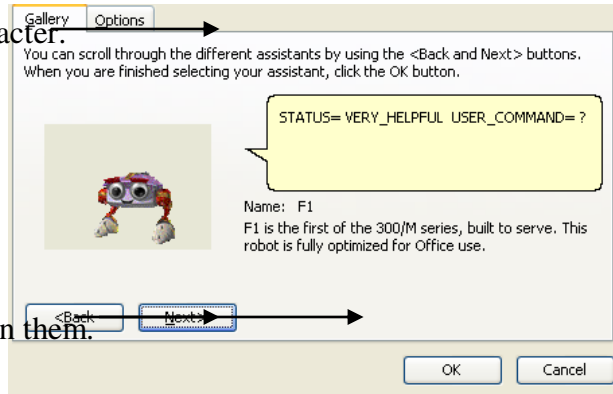 Gallery Options
acter.
You can scroll through the different assistants by using the <Back and Next> buttons.
When you are finished selecting your assistant, click the OK button.
STATUS= VERY_HELPFUL USER_COMMAND= ?
Name: F1
F1 is the first of the 300/M series, built to serve. This
robot is fully optimized for Office use.
<Back Next>
n them.
OK Cancel